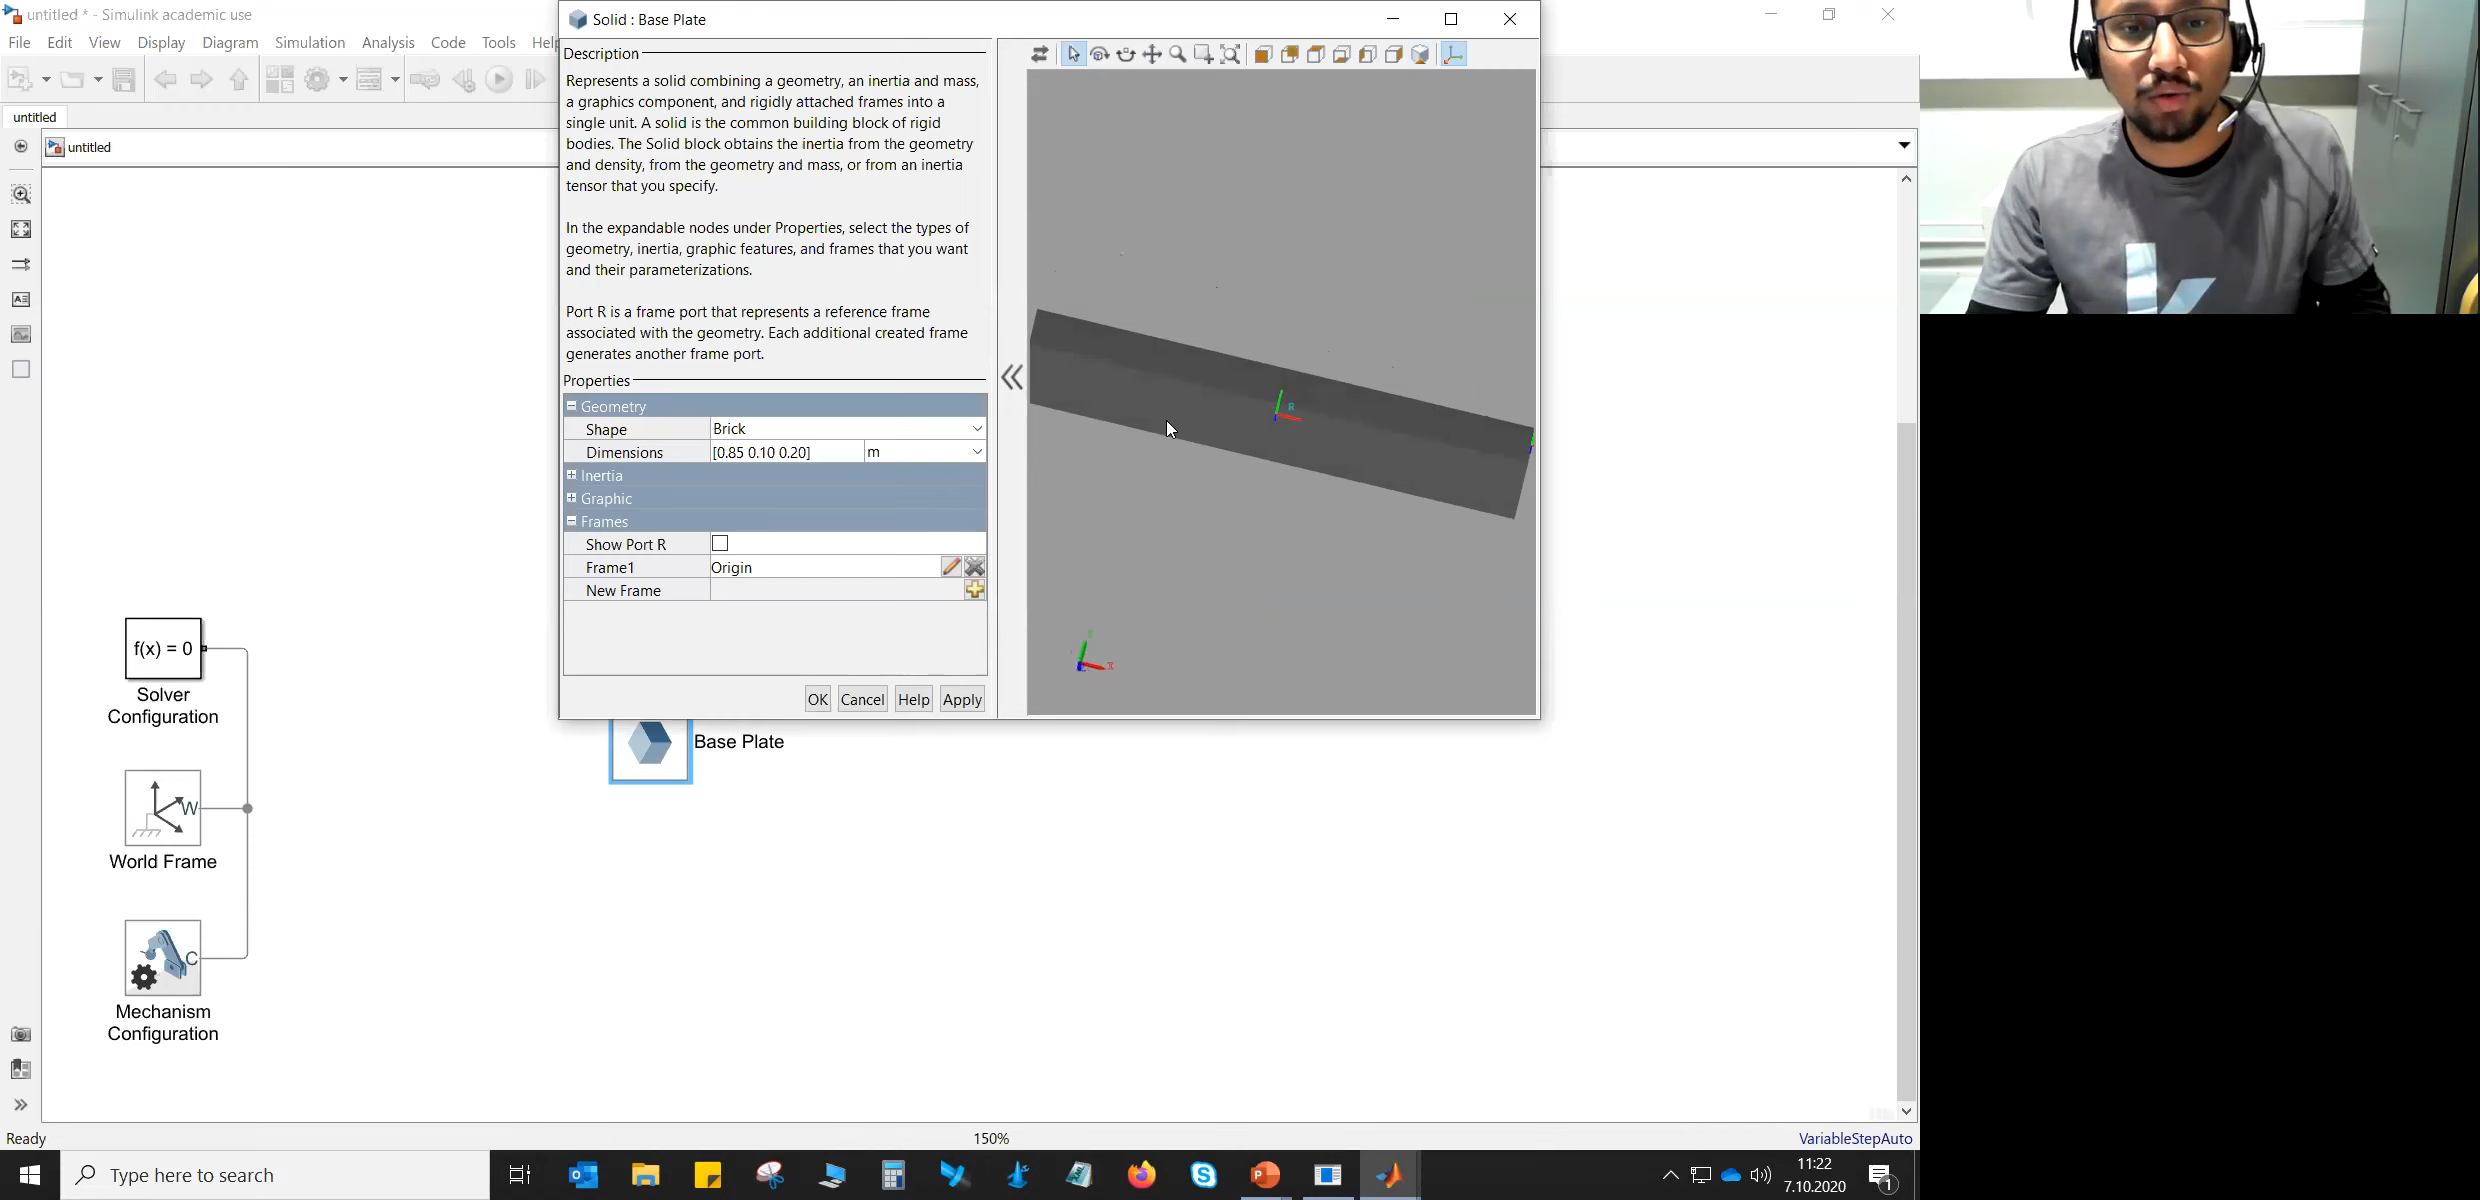 untitled * - Simulink academic use
File Edit View Display Diagram Simulation Analysis Code Tools Help
untitled
untitled
Solid : Base Plate
Description
Represents a solid combining a geometry, an inertia and mass,
a graphics component, and rigidly attached frames into a
single unit. A solid is the common building block of rigid
bodies. The Solid block obtains the inertia from the geometry
and density, from the geometry and mass, or from an inertia
tensor that you specify.
In the expandable nodes under Properties, select the types of
geometry, inertia, graphic features, and frames that you want
and their parameterizations.
Port R is a frame port that represents a reference frame
associated with the geometry. Each additional created frame
generates another frame port.
Properties
Geometry
Shape Brick
Dimensions [0.85 0.10 0.20] m
Inertia
Graphic
Frames
Show Port R
Frame1 Origin
New Frame
OK Cancel Help Apply
R
X
f(x) = 0
Solver
Configuration
W
World Frame
C
Mechanism
Configuration
Base Plate
Ready
150%
VariableStepAuto
Type here to search
11:22
7.10.2020
1